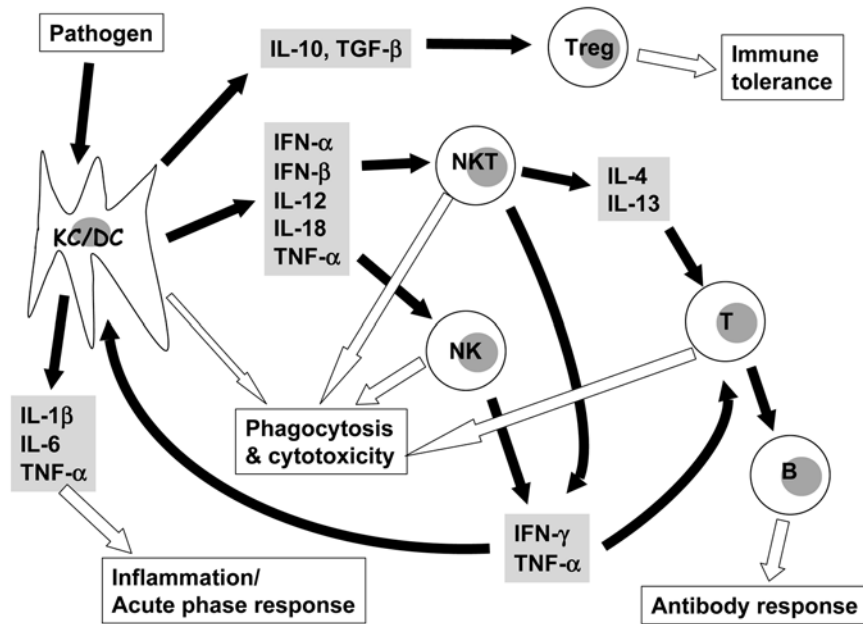 Pathogen
IL-10, TGF-β
Treg
Immune
tolerance
IFN-α
IFN-β
IL-12
IL-18
TNF-α
NKT
IL-4
IL-13
KC/DC
T
NK
IL-1β
IL-6
TNF-α
Phagocytosis
& cytotoxicity
B
IFN-γ
TNF-α
Inflammation/
Acute phase response
Antibody response